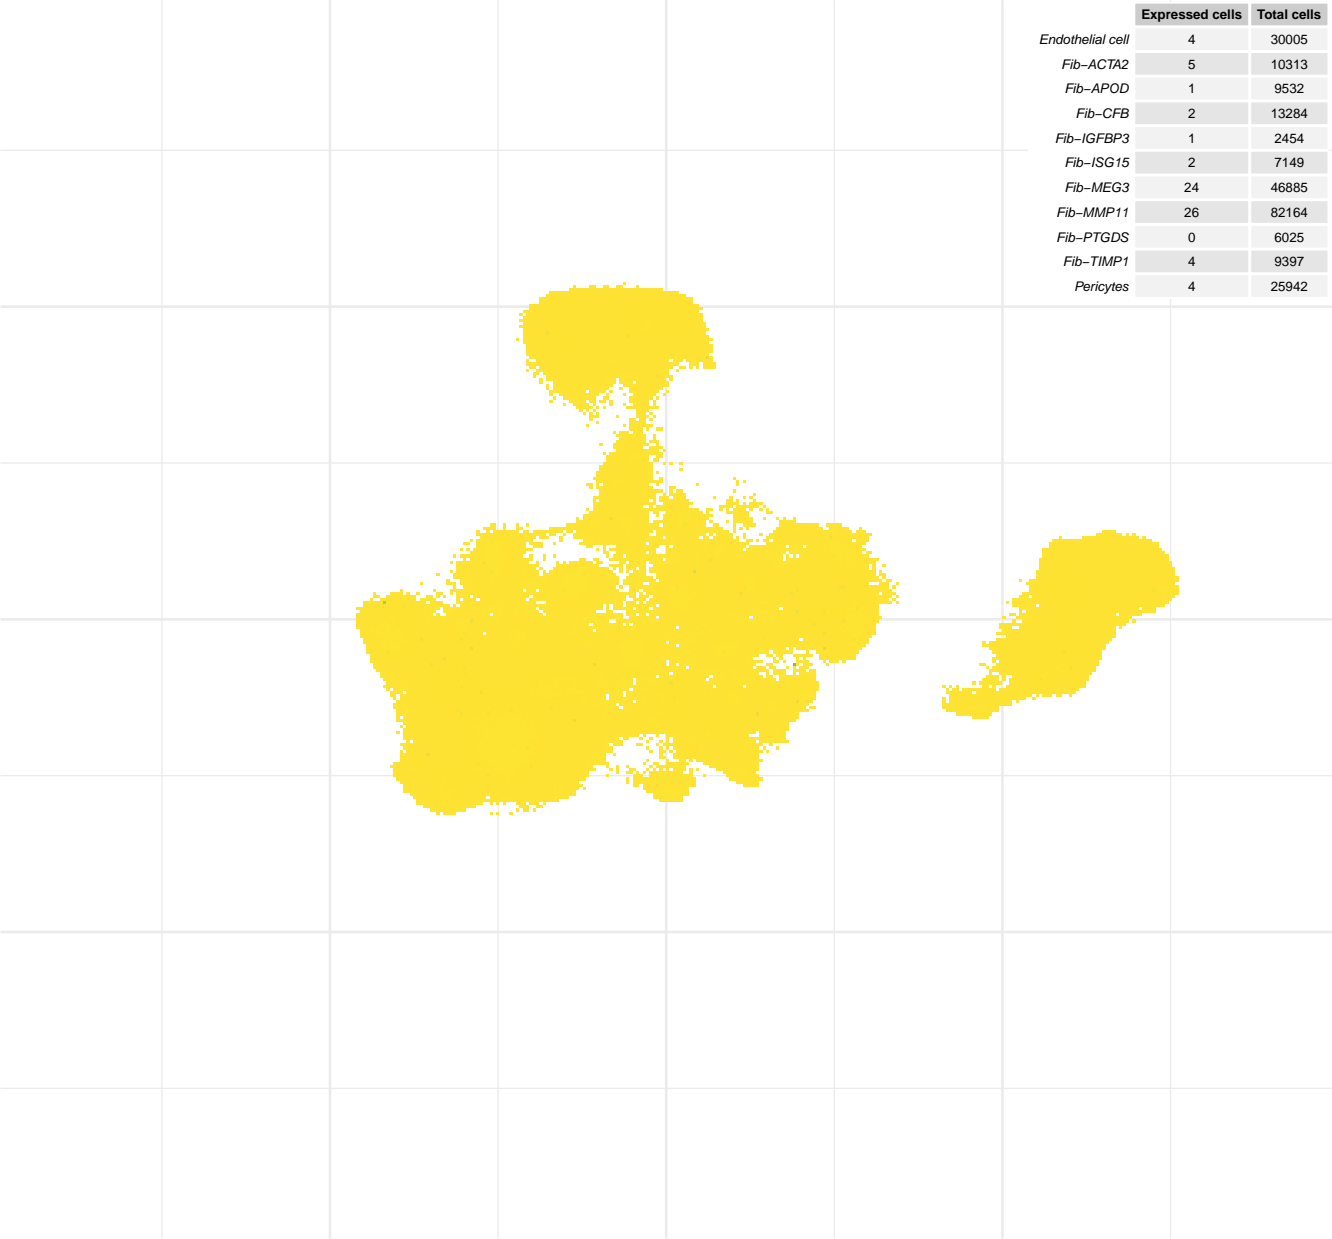 Expressed cells Total cells
Endothelial cell 4 30005
Fib−ACTA2 5 10313
Fib−APOD 1 9532
Fib−CFB 2 13284
Fib−IGFBP3 1 2454
Fib−ISG15 2 7149
Fib−MEG3 24 46885
Fib−MMP11 26 82164
Fib−PTGDS 0 6025
Fib−TIMP1 4 9397
Pericytes 4 25942